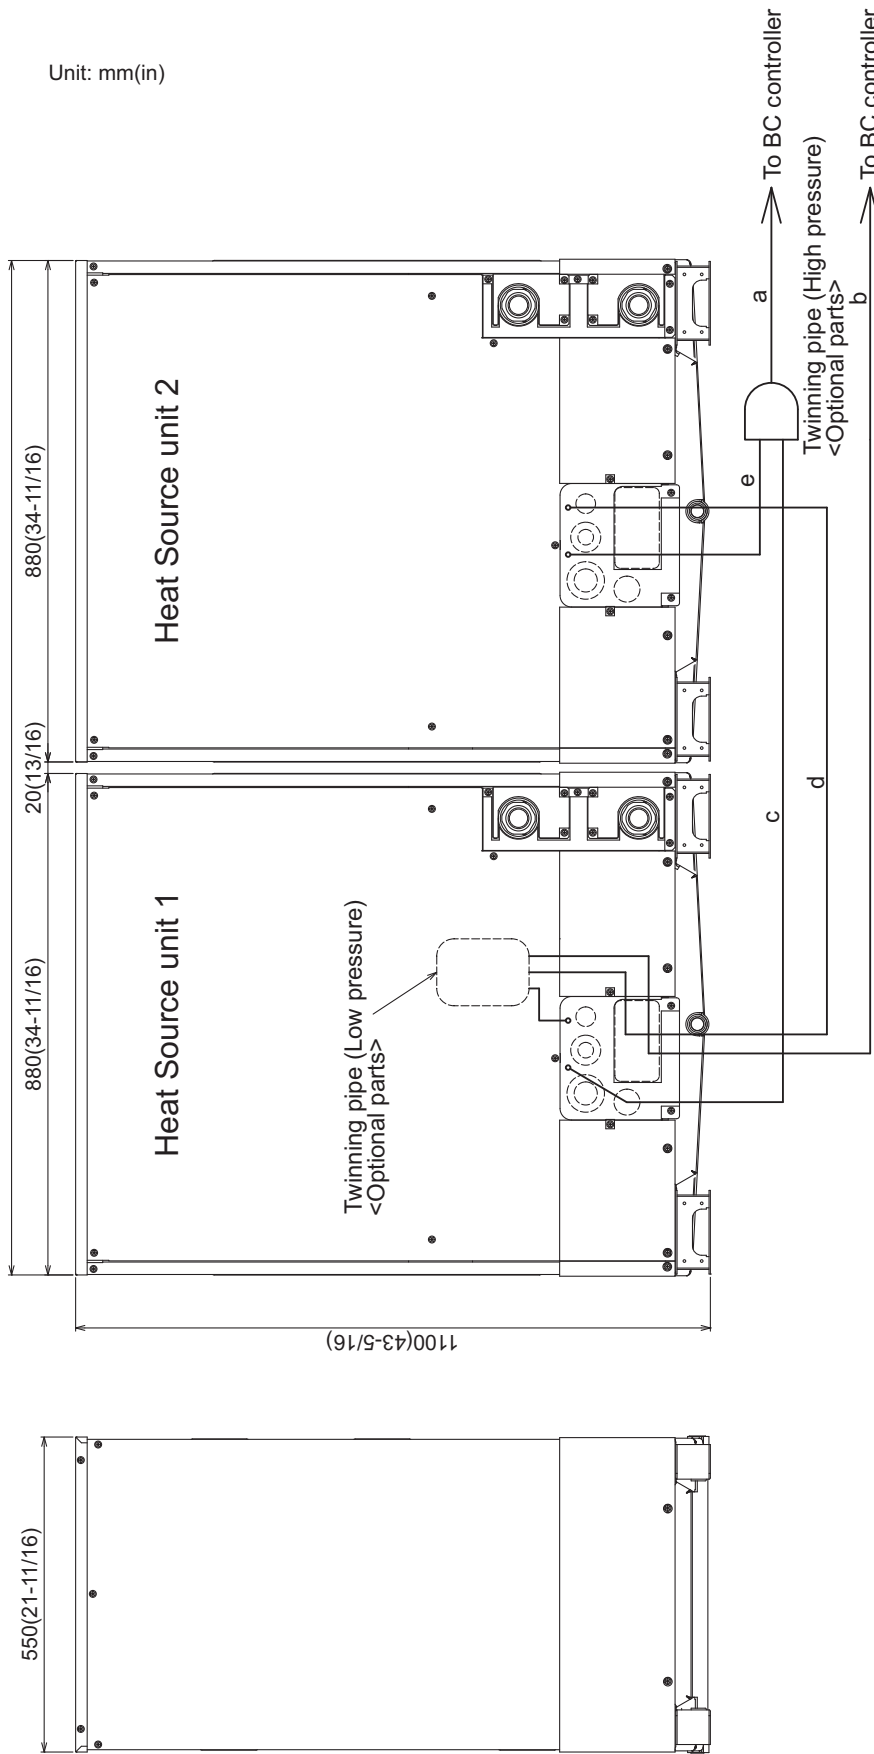 Unit: mm(in)
880(34-11/16)
20(13/16)
880(34-11/16)
Heat Source unit 2
Heat Source unit 1
Twinning pipe (Low pressure)
<Optional parts>
1100(43-5/16)
550(21-11/16)
To BC controller
a
Twinning pipe (High pressure)
<Optional parts>
To BC controller
b
e
c
d